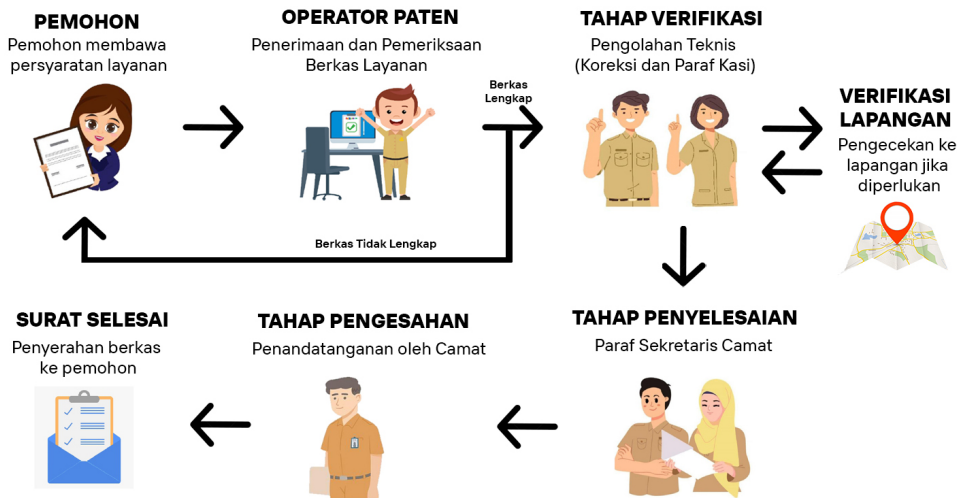 PEMOHON
Pemohon membawa
persyaratan layanan
OPERATOR PATEN
Penerimaan dan Pemeriksaan
Berkas Layanan
Berkas
Lengkap
TAHAP VERIFIKASI
Pengolahan Teknis
(Koreksi dan Paraf Kasi)
VERIFIKASI
LAPANGAN
Pengecekan ke
lapangan jika
diperlukan
Berkas Tidak Lengkap
SURAT SELESAI
Penyerahan berkas
ke pemohon
TAHAP PENGESAHAN
Penandatanganan oleh Camat
TAHAP PENYELESAIAN
Paraf Sekretaris Camat